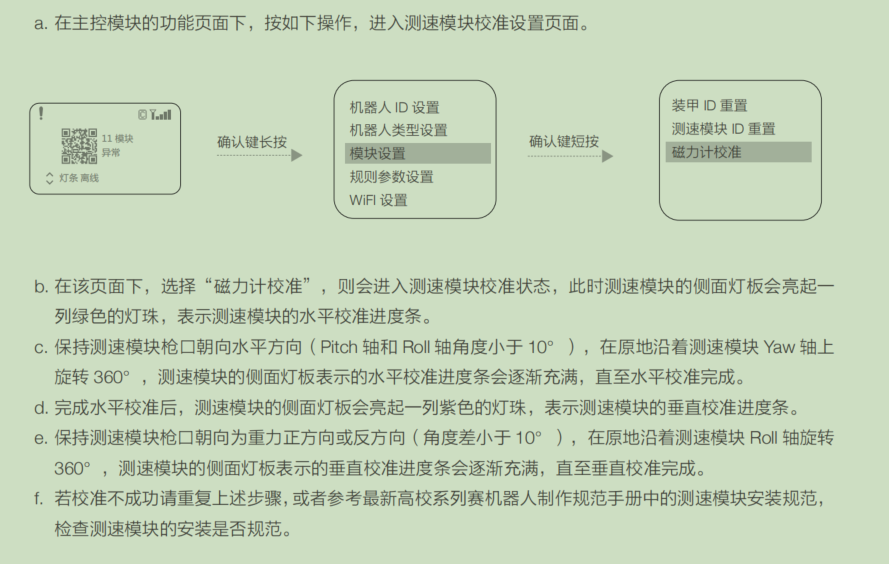 a. 在主控模块的功能页面下，按如下操作，进入测速模块校准设置页面。
11 模块
异常
灯条 离线
确认键长按
机器人 ID 设置
机器人类型设置
模块设置
规则参数设置
WiFI 设置
确认键短按
装甲 ID 重置
测速模块 ID 重置
磁力计校准
b. 在该页面下，选择“磁力计校准”，则会进入测速模块校准状态，此时测速模块的侧面灯板会亮起一
列绿色的灯珠，表示测速模块的水平校准进度条。
c. 保持测速模块枪口朝向水平方向（Pitch 轴和 Roll 轴角度小于 10°），在原地沿着测速模块 Yaw 轴上
旋转 360°，测速模块的侧面灯板表示的水平校准进度条会逐渐充满，直至水平校准完成。
d. 完成水平校准后，测速模块的侧面灯板会亮起一列紫色的灯珠，表示测速模块的垂直校准进度条。
e. 保持测速模块枪口朝向为重力正方向或反方向（角度差小于 10°），在原地沿着测速模块 Roll 轴旋转
360°，测速模块的侧面灯板表示的垂直校准进度条会逐渐充满，直至垂直校准完成。
f. 若校准不成功请重复上述步骤，或者参考最新高校系列赛机器人制作规范手册中的测速模块安装规范，
检查测速模块的安装是否规范。